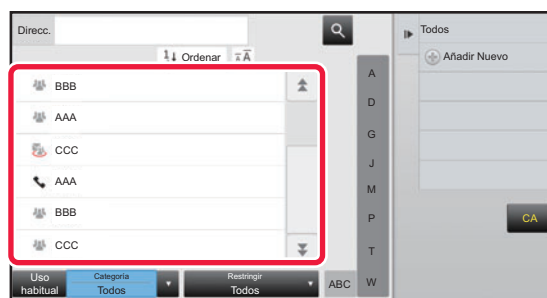 Direcc.
Ordenar
BBB
AAA
CCC
AAA
BBB
CCC
A
D
G
J
M
P
T
W
Uso habitual
Categoría
Todos
Restringir
Todos
ABC
Todos
Añadir Nuevo
CA